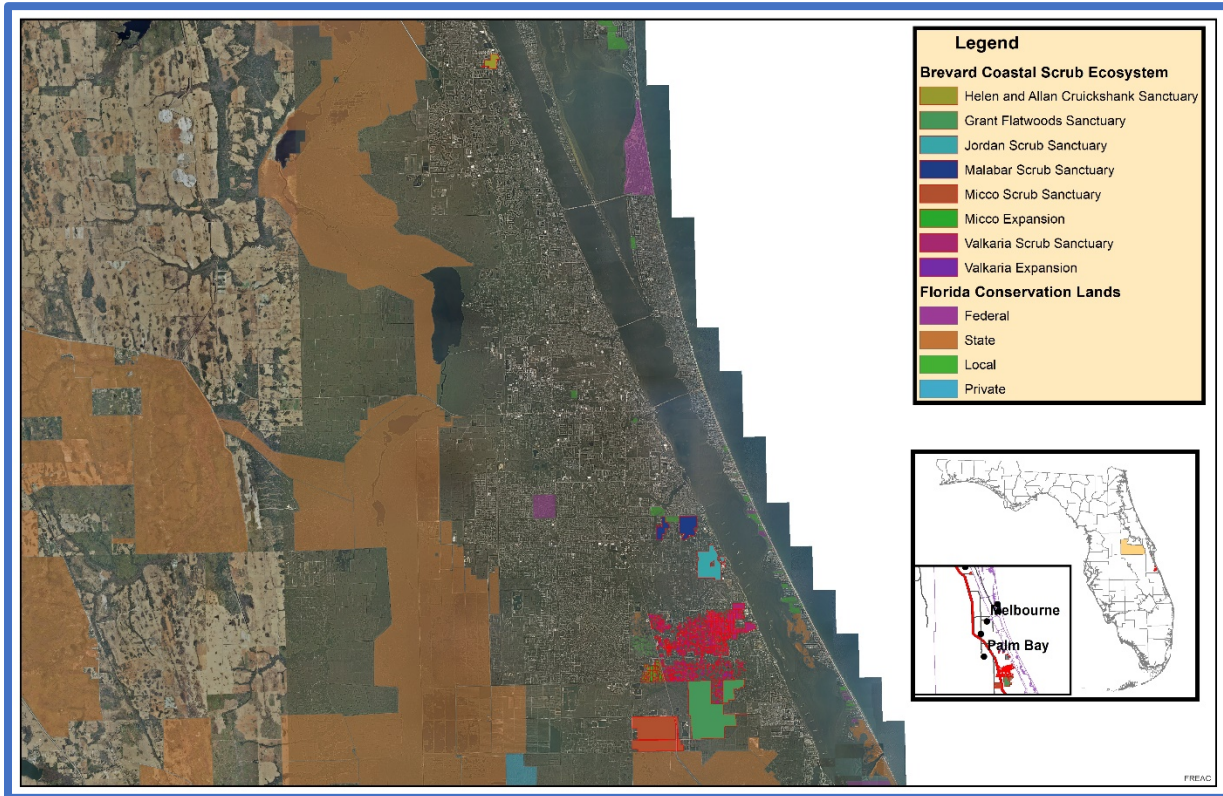 Legend
Brevard Coastal Scrub Ecosystem
Helen and Allan Cruickshank Sanctuary
Grant Flatwoods Sanctuary
Jordan Scrub Sanctuary
Malabar Scrub Sanctuary
Micco Scrub Sanctuary
Micco Expansion
Valkaria Scrub Sanctuary
Valkaria Expansion
Florida Conservation Lands
Federal
State
Local
Private
Melbourne
Palm Bay
FREAC